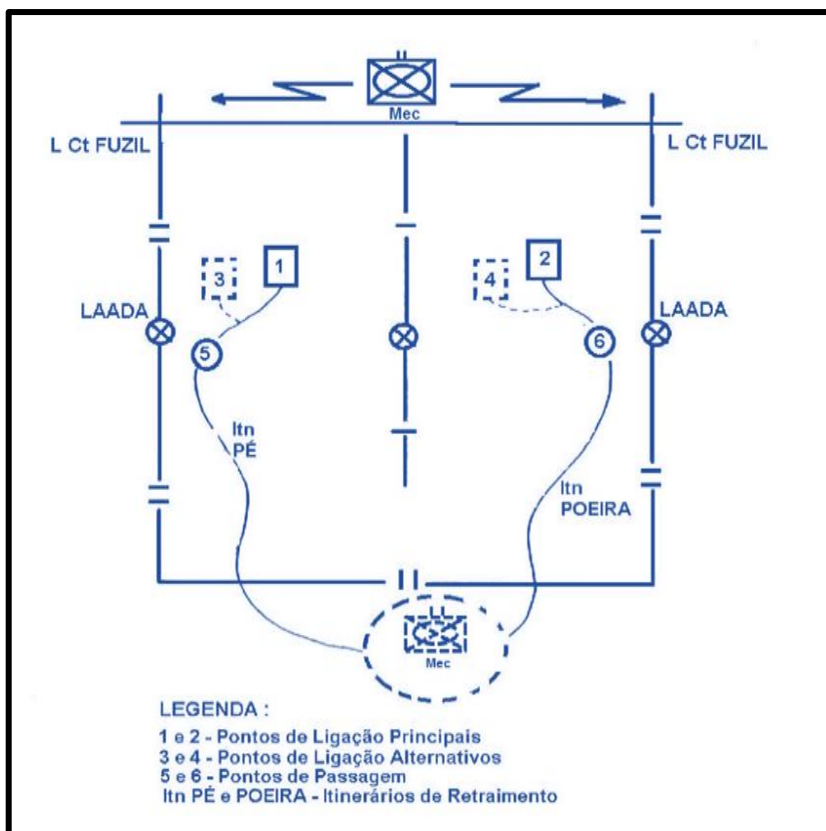 Mec
L Ct FUZIL
L Ct FUZIL
1
2
3
4
LAADA
LAADA
5
6
Itn
PÉ
Itn
POEIRA
Mec
LEGENDA :
1 e 2 - Pontos de Ligação Principais
3 e 4 - Pontos de Ligação Alternativos
5 e 6 - Pontos de Passagem
Itn PÉ e POEIRA - Itinerários de Retraimento